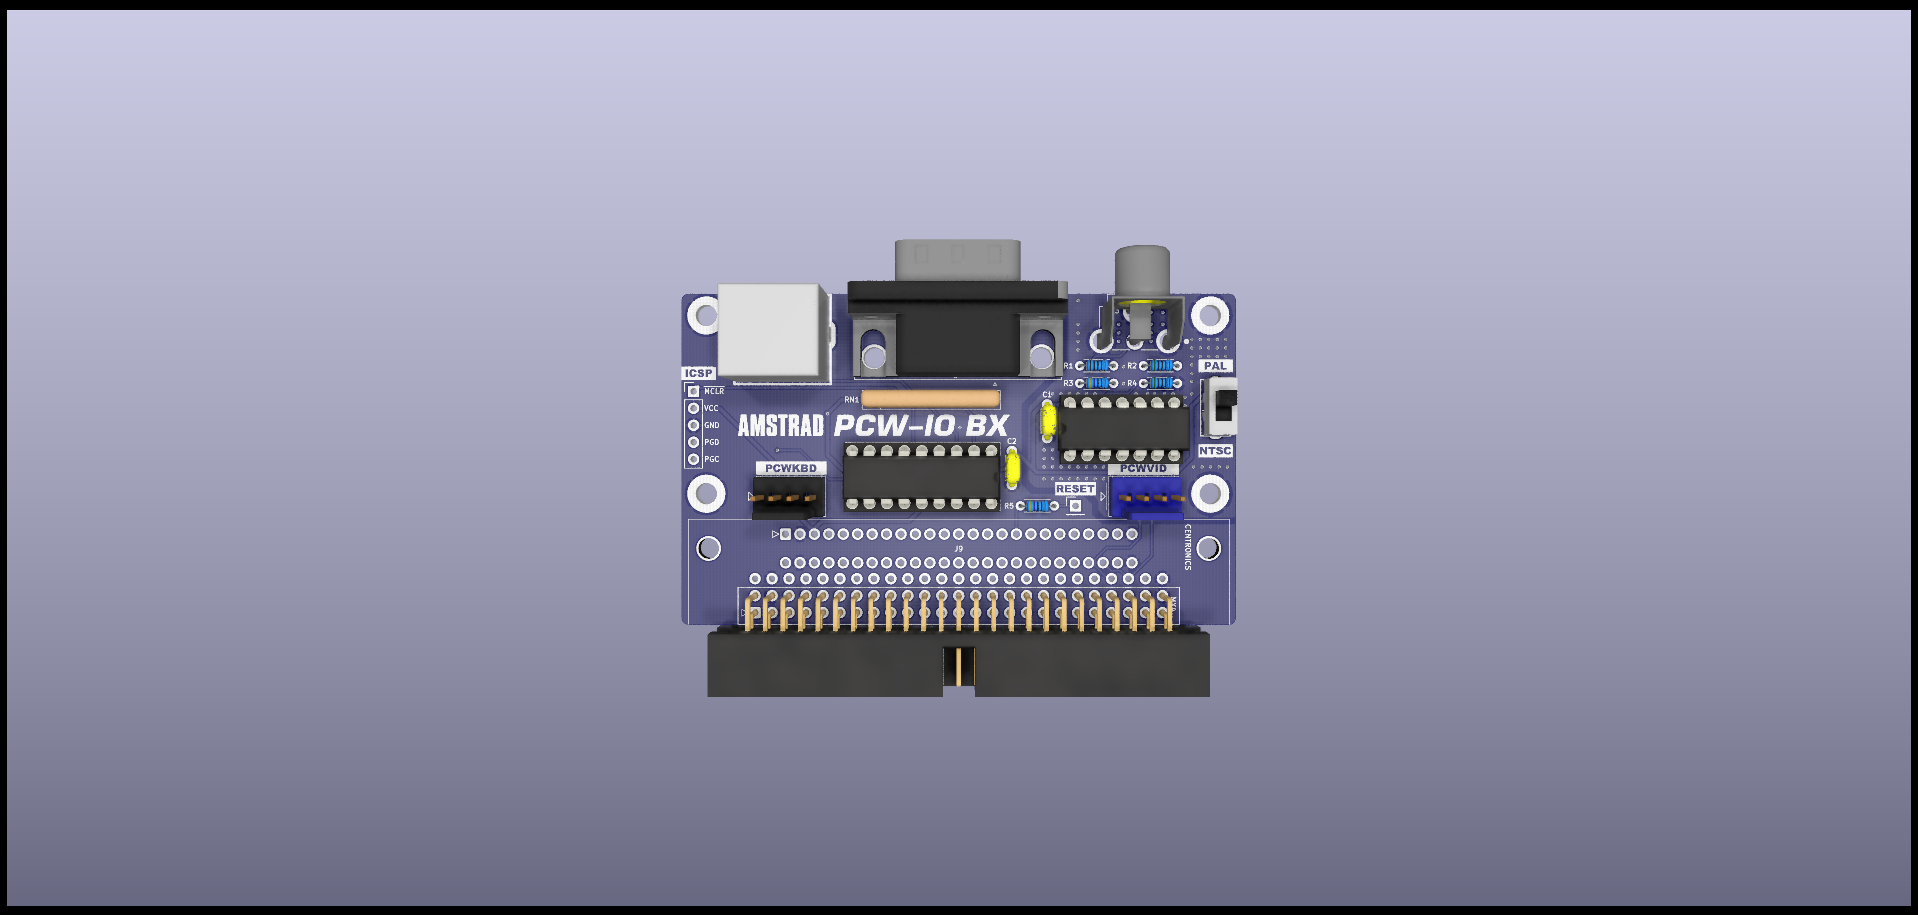 R1
R2
PAL
ICSP
R3
R4
MCLR
RN1
C1
VCC
AMSTRAD PCW-IO BX
GND
PGD
C2
NTSC
PGC
PCWKBD
PCWVID
RESET
R5
CENTRONICS
J9